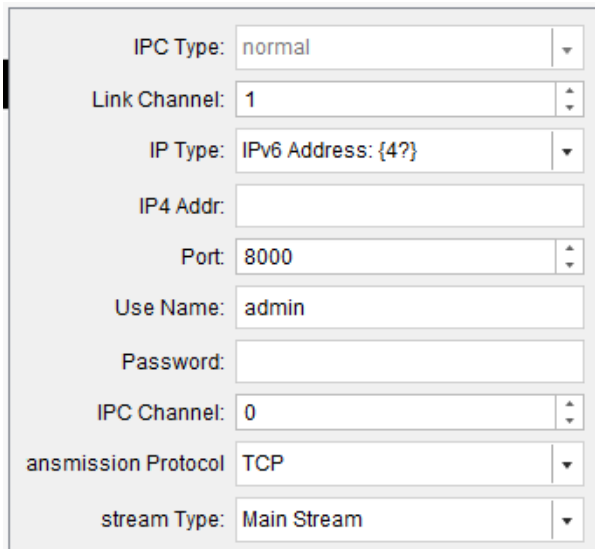 IPC Type: normal
Link Channel: 1
IP Type: IPv6 Address: {4?}
IP4 Addr:
Port: 8000
Use Name: admin
Password:
IPC Channel: 0
ansmission Protocol TCP
stream Type: Main Stream